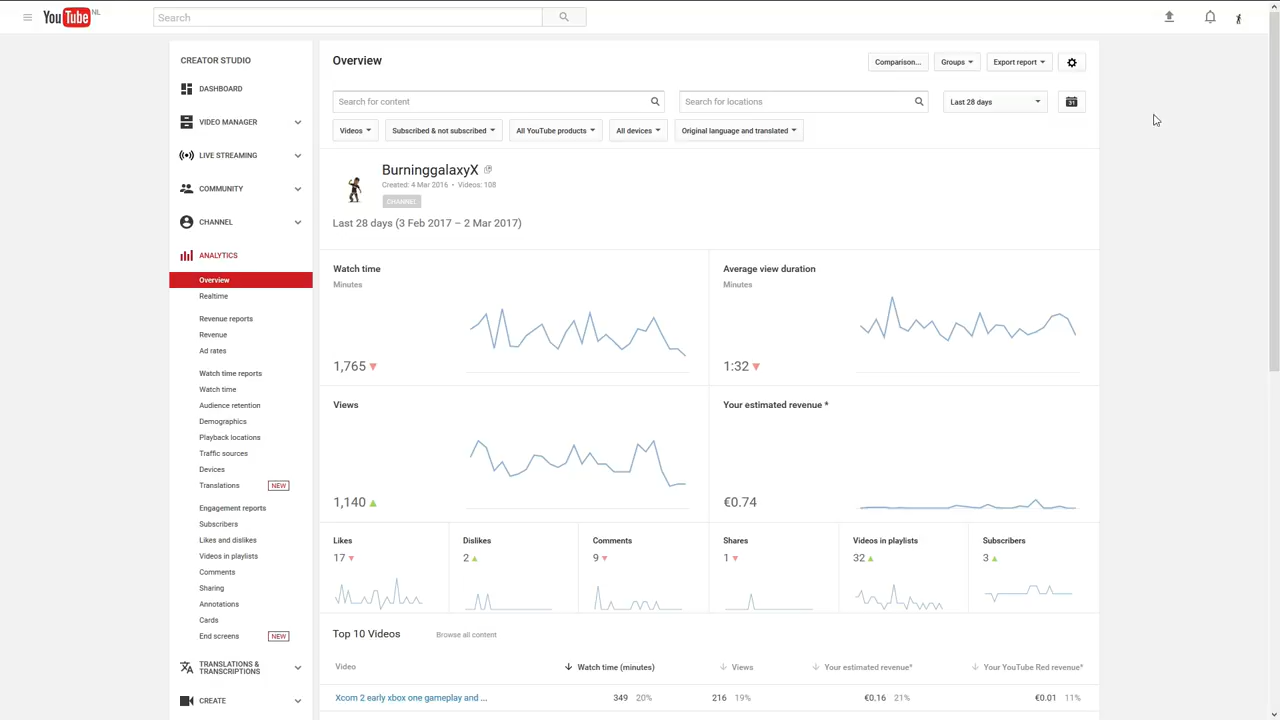 YouTube NL
Search
CREATOR STUDIO
DASHBOARD
VIDEO MANAGER
LIVE STREAMING
COMMUNITY
CHANNEL
ANALYTICS
Overview
Realtime
Revenue reports
Revenue
Ad rates
Watch time reports
Watch time
Audience retention
Demographics
Playback locations
Traffic sources
Devices
Translations NEW
Engagement reports
Subscribers
Likes and dislikes
Videos in playlists
Comments
Sharing
Annotations
Cards
End screens NEW
TRANSLATIONS &
TRANSCRIPTIONS
CREATE
Overview
Comparison... Groups Export report
Search for content Search for locations Last 28 days 31
Videos Subscribed & not subscribed All YouTube products All devices Original language and translated
BurninggalaxyX
Created: 4 Mar 2016 • Videos: 108
CHANNEL
Last 28 days (3 Feb 2017 – 2 Mar 2017)
Watch time
Minutes
1,765
Average view duration
Minutes
1:32
Views
1,140
Your estimated revenue *
€0.74
Likes Dislikes Comments Shares Videos in playlists Subscribers
17 2 9 1 32 3
Top 10 Videos Browse all content
Video Watch time (minutes) Views Your estimated revenue* Your YouTube Red revenue*
Xcom 2 early xbox one gameplay and ... 349 20% 216 19% €0.16 21% €0.01 11%